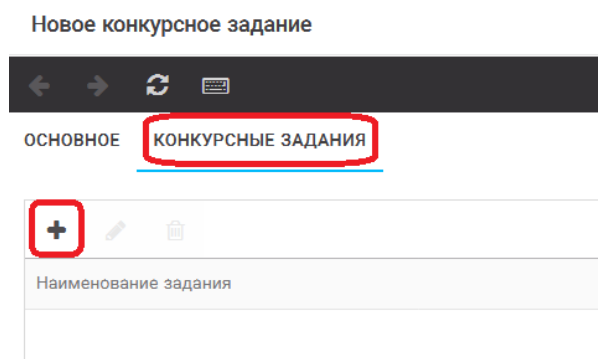 Новое конкурсное задание
ОСНОВНОЕ КОНКУРСНЫЕ ЗАДАНИЯ
Наименование задания